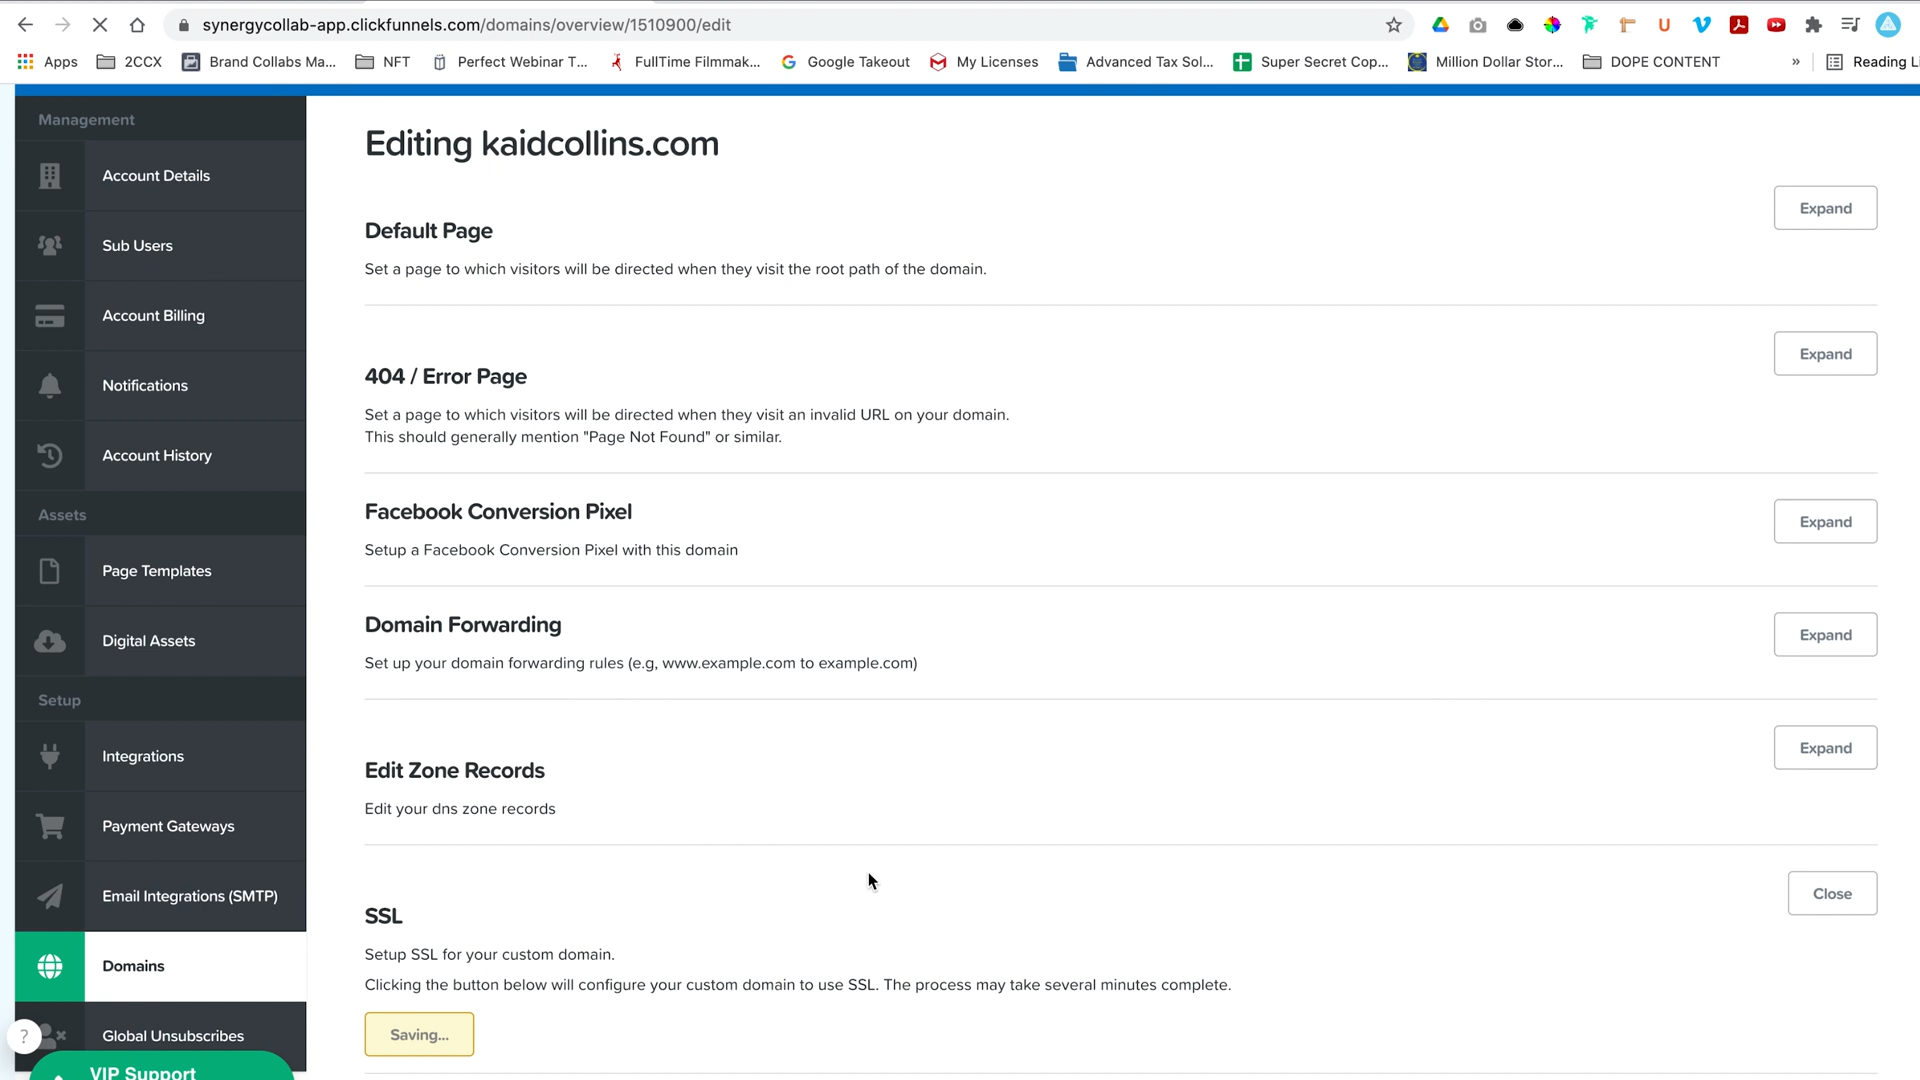 synergycollab-app.clickfunnels.com/domains/overview/1510900/edit
Apps 2CCX Brand Collabs Ma... NFT Perfect Webinar T... FullTime Filmmak... Google Takeout My Licenses Advanced Tax Sol... Super Secret Cop... Million Dollar Stor... DOPE CONTENT » Reading Li
Management
Account Details
Sub Users
Account Billing
Notifications
Account History
Assets
Page Templates
Digital Assets
Setup
Integrations
Payment Gateways
Email Integrations (SMTP)
Domains
Global Unsubscribes
?
VIP Support
Editing kaidcollins.com
Expand
Default Page
Set a page to which visitors will be directed when they visit the root path of the domain.
Expand
404 / Error Page
Set a page to which visitors will be directed when they visit an invalid URL on your domain.
This should generally mention "Page Not Found" or similar.
Expand
Facebook Conversion Pixel
Setup a Facebook Conversion Pixel with this domain
Expand
Domain Forwarding
Set up your domain forwarding rules (e.g, www.example.com to example.com)
Expand
Edit Zone Records
Edit your dns zone records
Close
SSL
Setup SSL for your custom domain.
Clicking the button below will configure your custom domain to use SSL. The process may take several minutes complete.
Saving...